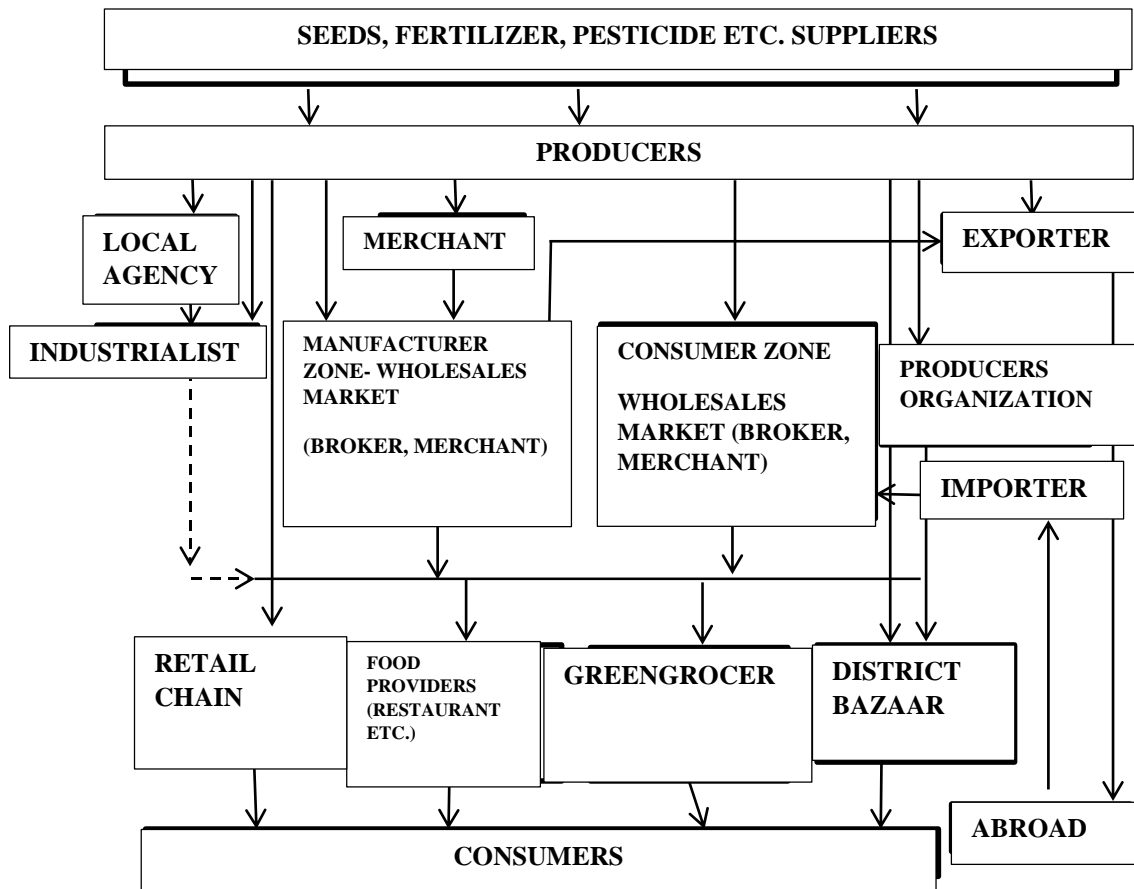 SEEDS, FERTILIZER, PESTICIDE ETC. SUPPLIERS
PRODUCERS
LOCAL
AGENCY
MERCHANT
EXPORTER
INDUSTRIALIST
MANUFACTURER
ZONE- WHOLESALES
MARKET
(BROKER, MERCHANT)
CONSUMER ZONE
WHOLESALES
MARKET (BROKER,
MERCHANT)
PRODUCERS
ORGANIZATION
IMPORTER
RETAIL
CHAIN
FOOD
PROVIDERS
(RESTAURANT
ETC.)
GREENGROCER
DISTRICT
BAZAAR
ABROAD
CONSUMERS